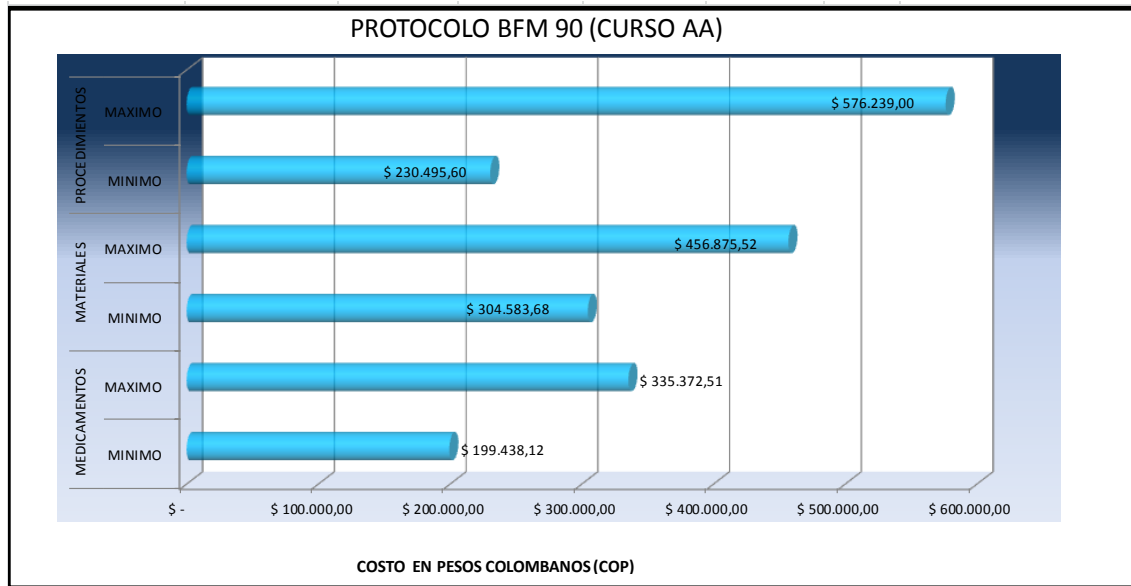 PROTOCOLO BFM 90 (CURSO AA)
PROCEDIMIENTOS
MAXIMO
$ 576.239,00
MINIMO
$ 230.495,60
MATERIALES
MAXIMO
$ 456.875,52
MINIMO
$ 304.583,68
MEDICAMENTOS
MAXIMO
$ 335.372,51
MINIMO
$ 199.438,12
$ - $ 100.000,00 $ 200.000,00 $ 300.000,00 $ 400.000,00 $ 500.000,00 $ 600.000,00
COSTO EN PESOS COLOMBANOS (COP)